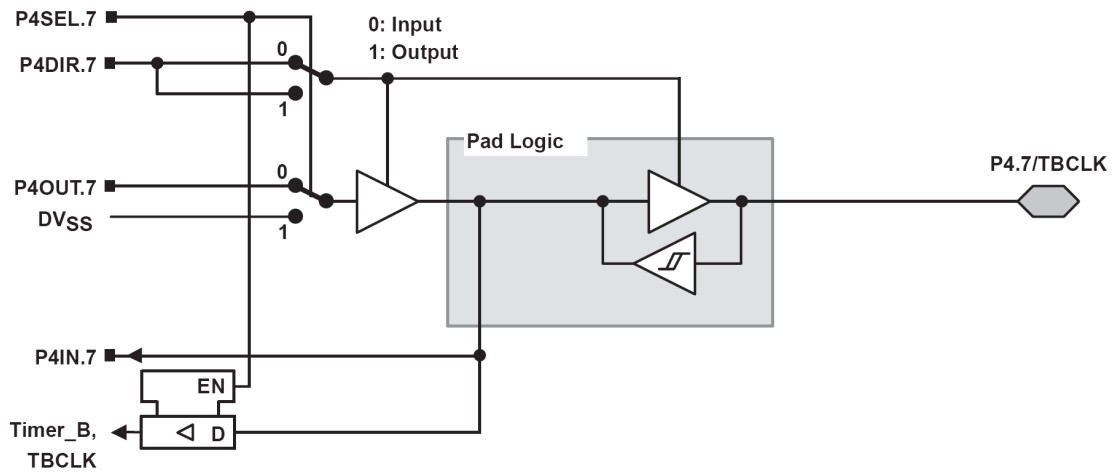 P4SEL.7
0: Input
1: Output
0
P4DIR.7
1
Pad Logic
P4.7/TBCLK
0
P4OUT.7
DVSS
1
P4IN.7
EN
Timer_B,
D
TBCLK